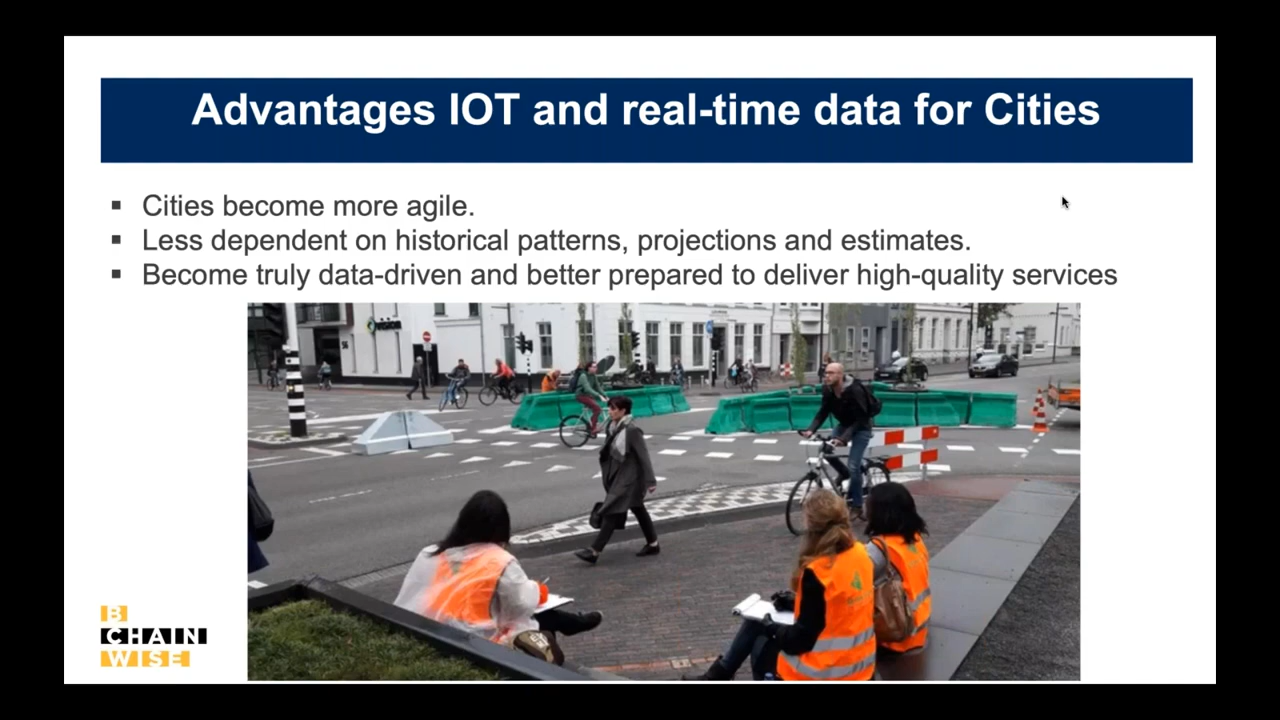 Advantages IOT and real-time data for Cities
▪ Cities become more agile.
▪ Less dependent on historical patterns, projections and estimates.
▪ Become truly data-driven and better prepared to deliver high-quality services
B
CHAIN
WISE